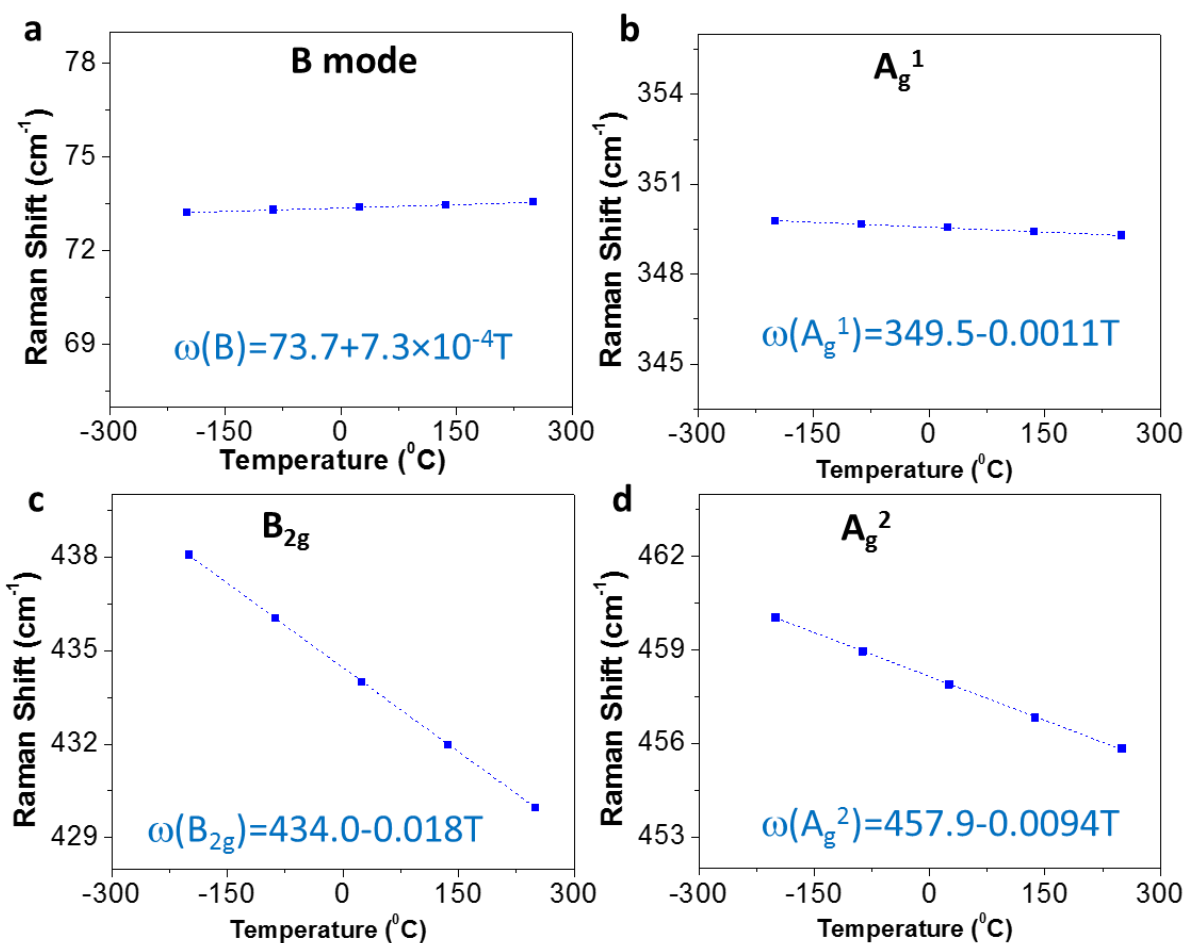 a
B mode
78
75
72
69
Raman Shift (cm⁻¹)
ω(B)=73.7+7.3×10⁻⁴T
-300 -150 0 150 300
Temperature (⁰C)
b
A_g¹
354
351
348
345
Raman Shift (cm⁻¹)
ω(A_g¹)=349.5-0.0011T
-300 -150 0 150 300
Temperature (⁰C)
c
B₂g
438
435
432
429
Raman Shift (cm⁻¹)
ω(B₂g)=434.0-0.018T
-300 -150 0 150 300
Temperature (⁰C)
d
A_g²
462
459
456
453
Raman Shift (cm⁻¹)
ω(A_g²)=457.9-0.0094T
-300 -150 0 150 300
Temperature (⁰C)